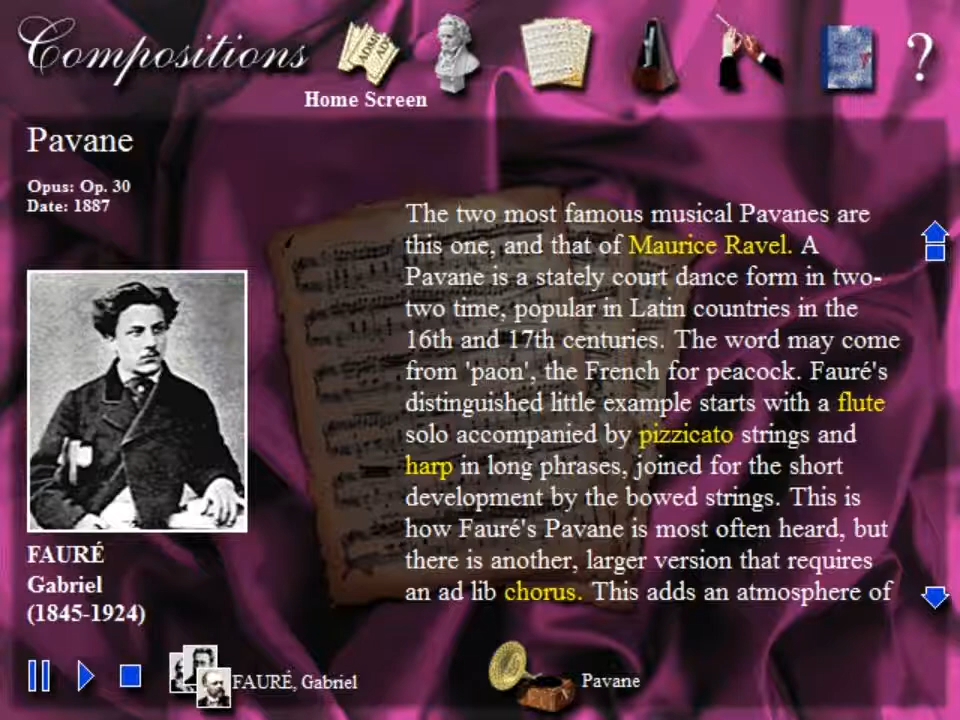 Compositions
ADMIT
?
Home Screen
Pavane
Opus: Op. 30
Date: 1887
The two most famous musical Pavanes are
this one, and that of Maurice Ravel. A
Pavane is a stately court dance form in two-
two time, popular in Latin countries in the
16th and 17th centuries. The word may come
from 'paon', the French for peacock. Fauré's
distinguished little example starts with a flute
solo accompanied by pizzicato strings and
harp in long phrases, joined for the short
development by the bowed strings. This is
how Fauré's Pavane is most often heard, but
there is another, larger version that requires
an ad lib chorus. This adds an atmosphere of
FAURÉ
Gabriel
(1845-1924)
FAURÉ, Gabriel
Pavane